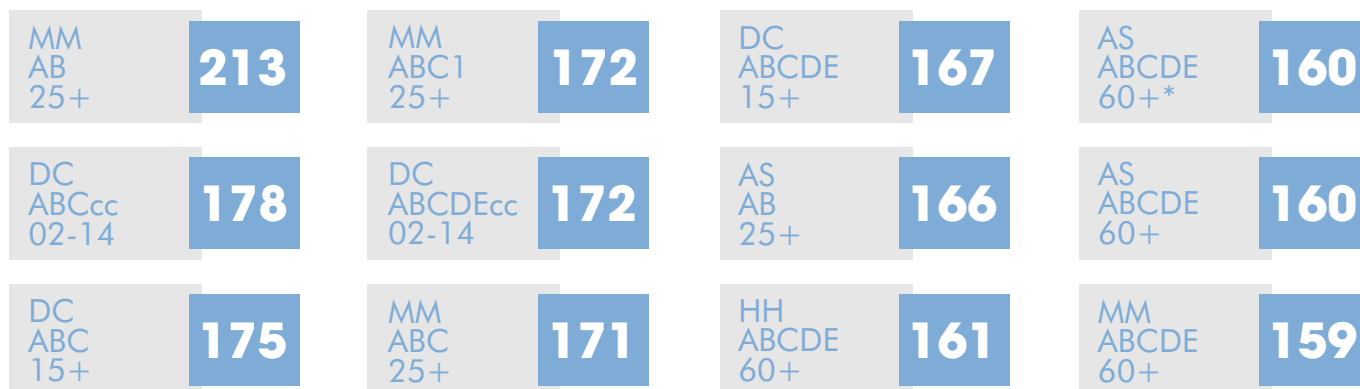 MM
AB
25+
213
DC
ABCcc
02-14
178
DC
ABC
15+
175
MM
ABC1
25+
172
DC
ABCDEcc
02-14
172
MM
ABC
25+
171
DC
ABCDE
15+
167
AS
AB
25+
166
HH
ABCDE
60+
161
AS
ABCDE
60+*
160
AS
ABCDE
60+
160
MM
ABCDE
60+
159